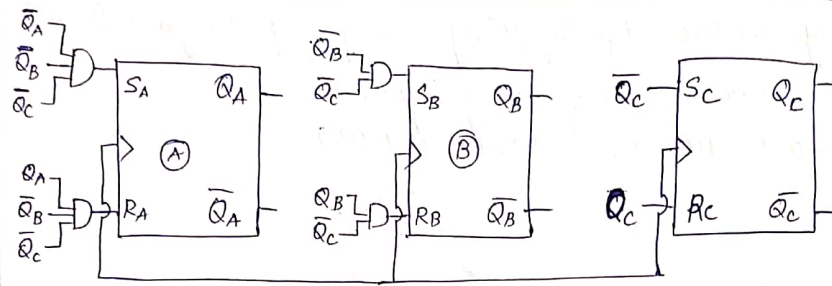 Q̅A
Q̅B
Q̅C
SA QA
A
QA
Q̅B
Q̅C
RA Q̅A
Q̅B
Q̅C
SB QB
B
QB
Q̅C
RB Q̅B
Q̅C SC QC
QC RC Q̅C